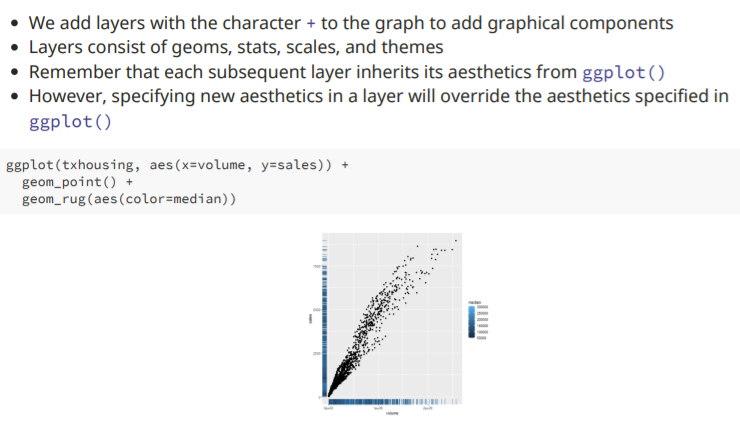 • We add layers with the character + to the graph to add graphical components
• Layers consist of geoms, stats, scales, and themes
• Remember that each subsequent layer inherits its aesthetics from ggplot()
• However, specifying new aesthetics in a layer will override the aesthetics specified in
ggplot()
ggplot(txhousing, aes(x=volume, y=sales)) +
  geom_point() +
  geom_rug(aes(color=median))
median
sales
volume